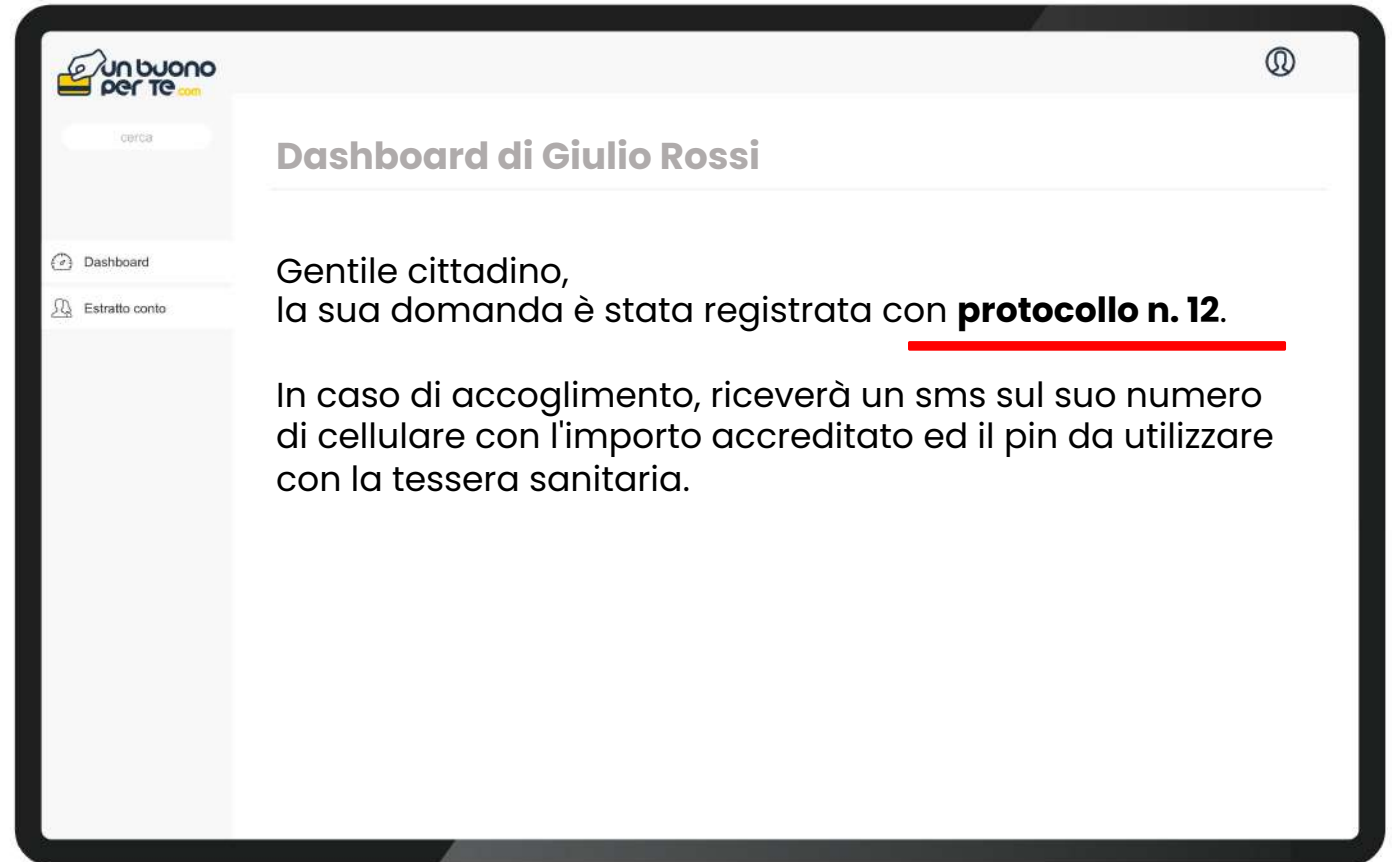 un buono
per Te.com
cerca
Dashboard di Giulio Rossi
Dashboard
Estratto conto
Gentile cittadino,
la sua domanda è stata registrata con protocollo n. 12.
In caso di accoglimento, riceverà un sms sul suo numero
di cellulare con l'importo accreditato ed il pin da utilizzare
con la tessera sanitaria.